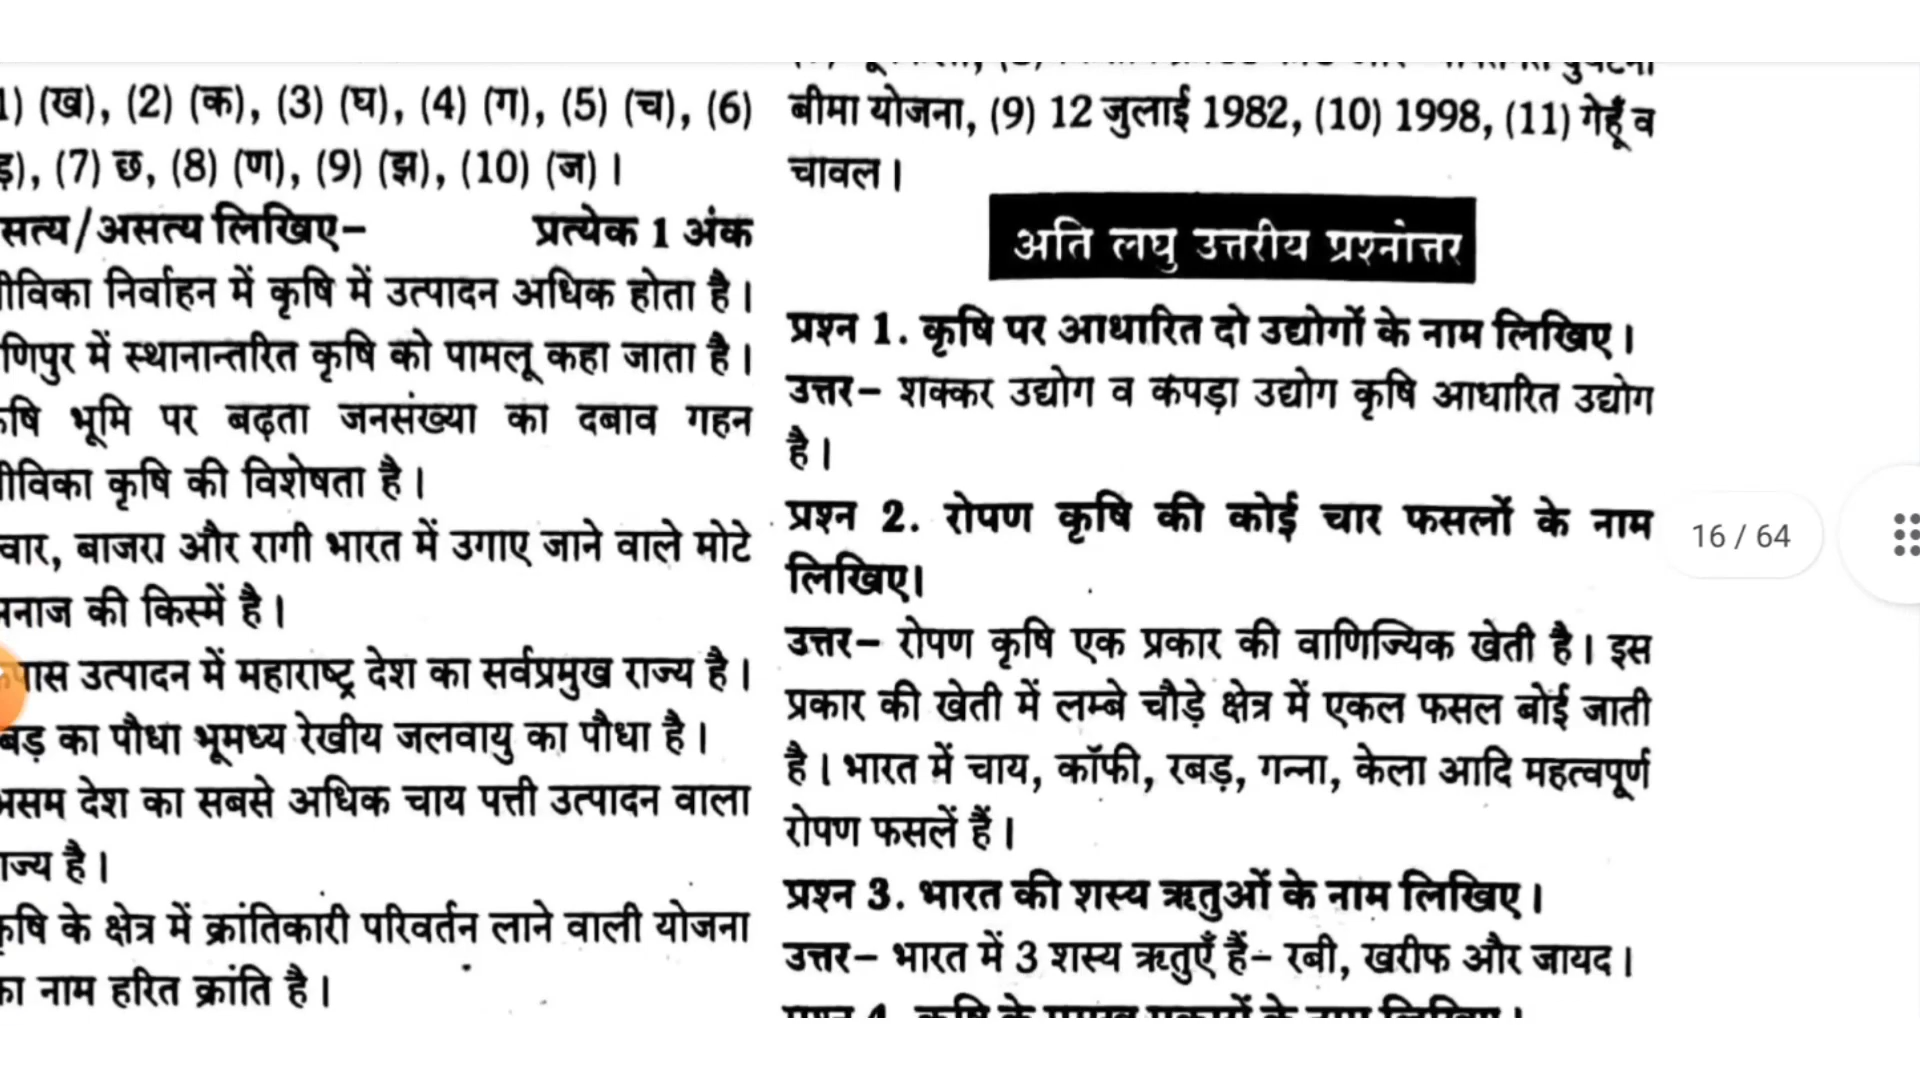 1) (ख), (2) (क), (3) (घ), (4) (ग), (5) (च), (6)
(7) छ, (8) (ण), (9) (झ), (10) (ज)।
सत्य/असत्य लिखिए– प्रत्येक 1 अंक
निर्वाहन में कृषि में उत्पादन अधिक होता है।
में स्थानान्तरित कृषि को पामलू कहा जाता है।
भूमि पर बढ़ता जनसंख्या का दबाव गहन
कृषि की विशेषता है।
बाजरा और रागी भारत में उगाए जाने वाले मोटे
की किस्में है।
उत्पादन में महाराष्ट्र देश का सर्वप्रमुख राज्य है।
का पौधा भूमध्य रेखीय जलवायु का पौधा है।
देश का सबसे अधिक चाय पत्ती उत्पादन वाला
है।
के क्षेत्र में क्रांतिकारी परिवर्तन लाने वाली योजना
नाम हरित क्रांति है।
बीमा योजना, (9) 12 जुलाई 1982, (10) 1998, (11) गेहूँ व
चावल।
अति लघु उत्तरीय प्रश्नोत्तर
प्रश्न 1. कृषि पर आधारित दो उद्योगों के नाम लिखिए।
उत्तर– शक्कर उद्योग व कपड़ा उद्योग कृषि आधारित उद्योग
है।
प्रश्न 2. रोपण कृषि की कोई चार फसलों के नाम
लिखिए।
उत्तर– रोपण कृषि एक प्रकार की वाणिज्यिक खेती है। इस
प्रकार की खेती में लम्बे चौड़े क्षेत्र में एकल फसल बोई जाती
है। भारत में चाय, कॉफी, रबड़, गन्ना, केला आदि महत्वपूर्ण
रोपण फसलें हैं।
प्रश्न 3. भारत की शस्य ऋतुओं के नाम लिखिए।
उत्तर– भारत में 3 शस्य ऋतुएँ हैं– रबी, खरीफ और जायद।
16 / 64